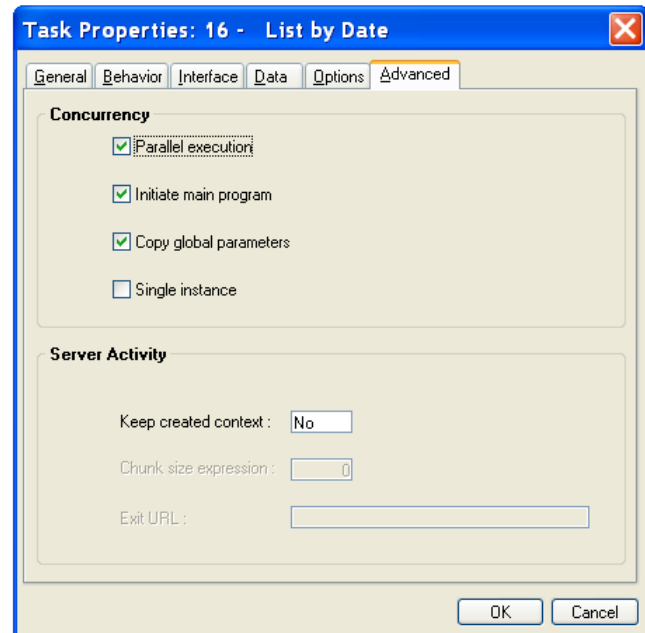 Task Properties: 16 -   List by Date
General Behavior Interface Data Options Advanced
Concurrency
Parallel execution
Initiate main program
Copy global parameters
Single instance
Server Activity
Keep created context : No
Chunk size expression : 0
Exit URL :
OK Cancel